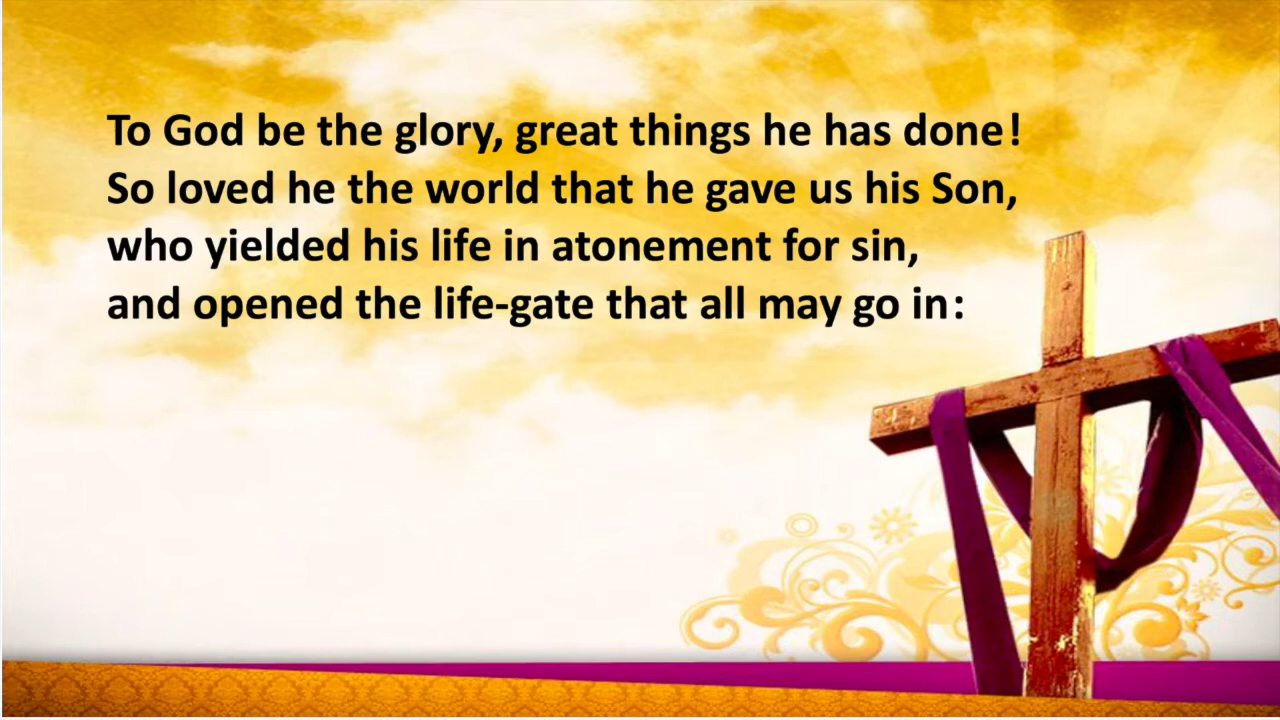 To God be the glory, great things he has done!
So loved he the world that he gave us his Son,
who yielded his life in atonement for sin,
and opened the life-gate that all may go in: